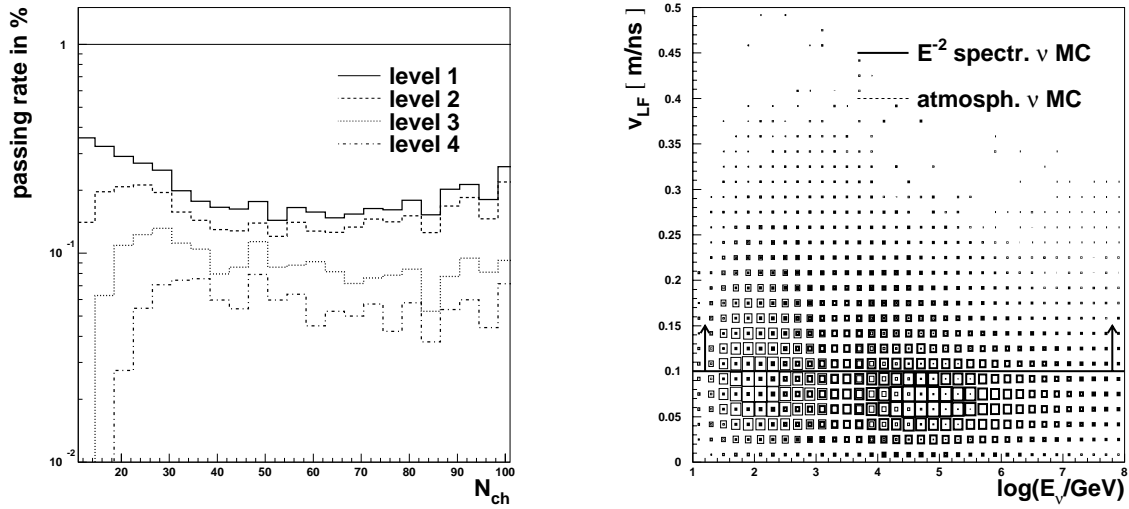 passing rate in %
1
10⁻¹
10⁻²
level 1
level 2
level 3
level 4
20 30 40 50 60 70 80 90 100
N_ch
v_LF [ m/ns ]
0.5
0.45
0.4
0.35
0.3
0.25
0.2
0.15
0.1
0.05
0
E⁻² spectr. ν MC
atmosph. ν MC
1 2 3 4 5 6 7 8
log(E_ν/GeV)